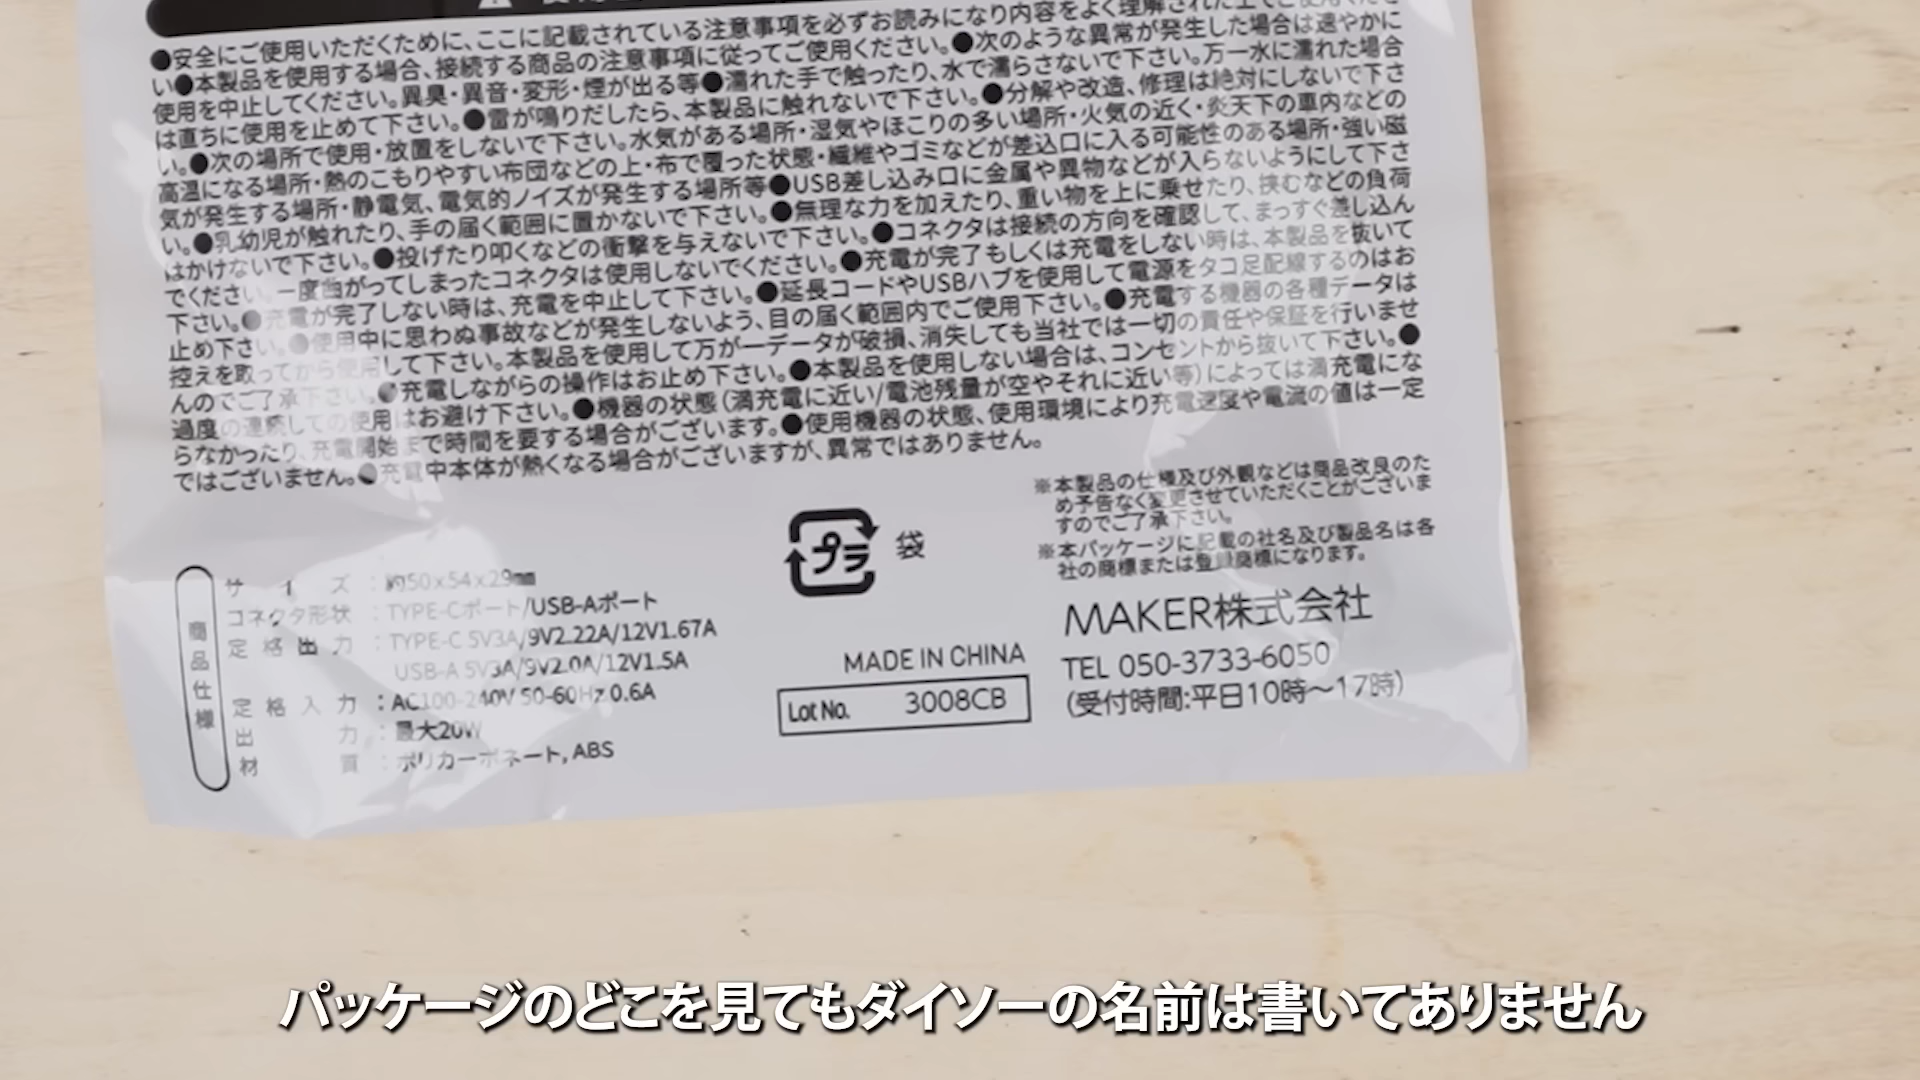 ここに記載されている注意事項を必ずお読みになり内容をよく理解された上でご使用くださ
●安全にご使用いただくために、
い●本製品を使用する場合、接続する商品の注意事項に従ってご使用ください。●次のような異常が発生した場合は速やかに
使用を中止してください。異臭・異音・変形・煙が出る等●濡れた手で触ったり、水で濡らさないで下さい。万一水に濡れた場合
は直ちに使用を止めて下さい。●雷が鳴りだしたら、本製品に触れないで下さい。●分解や改造、修理は絶対にしないで下さ
い。●次の場所で使用・放置をしないで下さい。水気がある場所・湿気やほこりの多い場所・火気の近く・炎天下の車内などの
高温になる場所・熱のこもりやすい布団などの上・布で覆った状態・繊維やゴミなどが差込口に入る可能性のある場所・強い磁
気が発生する場所・静電気、電気的ノイズが発生する場所等●USB差し込み口に金属や異物などが入らないようにして下さ
い。●乳幼児が触れたり、手の届く範囲に置かないで下さい。●無理な力を加えたり、重い物を上に乗せたり、挟むなどの負荷
はかけないで下さい。●投げたり叩くなどの衝撃を与えないで下さい。●コネクタは接続の方向を確認して、まっすぐ差し込ん
でください。一度曲がってしまったコネクタは使用しないでください。●充電が完了もしくは充電をしない時は、本製品を抜いて
下さい。●充電が完了しない時は、充電を中止して下さい。●延長コードやUSBハブを使用して電源をタコ足配線するのはお
止め下さい。●使用中に思わぬ事故などが発生しないよう、目の届く範囲内でご使用下さい。●充電する機器の各種データは
控えを取ってから使用して下さい。本製品を使用して万が一データが破損、消失しても当社では一切の責任や保証を行いませ
んのでご了承下さい。●充電しながらの操作はお止め下さい。●本製品を使用しない場合は、コンセントから抜いて下さい。●
過度の連続しての使用はお避け下さい。●機器の状態(満充電に近い/電池残量が空やそれに近い等)によっては満充電にな
らなかったり、充電開始まで時間を要する場合がございます。●使用機器の状態、使用環境により充電速度や電流の値は一定
ではございません。●充電中本体が熱くなる場合がございますが、異常ではありません。
※本製品の仕様及び外観などは商品改良のた
め予告なく変更させていただくことがございま
すのでご了承下さい。
※本パッケージに記載の社名及び製品名は各
社の商標または登録商標になります。
プラ 袋
商品仕様
サイズ:約50×54×29mm
コネクタ形状:TYPE-Cポート/USB-Aポート
定格出力:TYPE-C 5V3A/9V2.22A/12V1.67A
USB-A 5V3A/9V2.0A/12V1.5A
定格入力:AC100-240V 50-60Hz 0.6A
出力:最大20W
材質:ポリカーボネート, ABS
MADE IN CHINA
Lot No. 3008CB
MAKER株式会社
TEL 050-3733-6050
(受付時間:平日10時〜17時)
パッケージのどこを見てもダイソーの名前は書いてありません